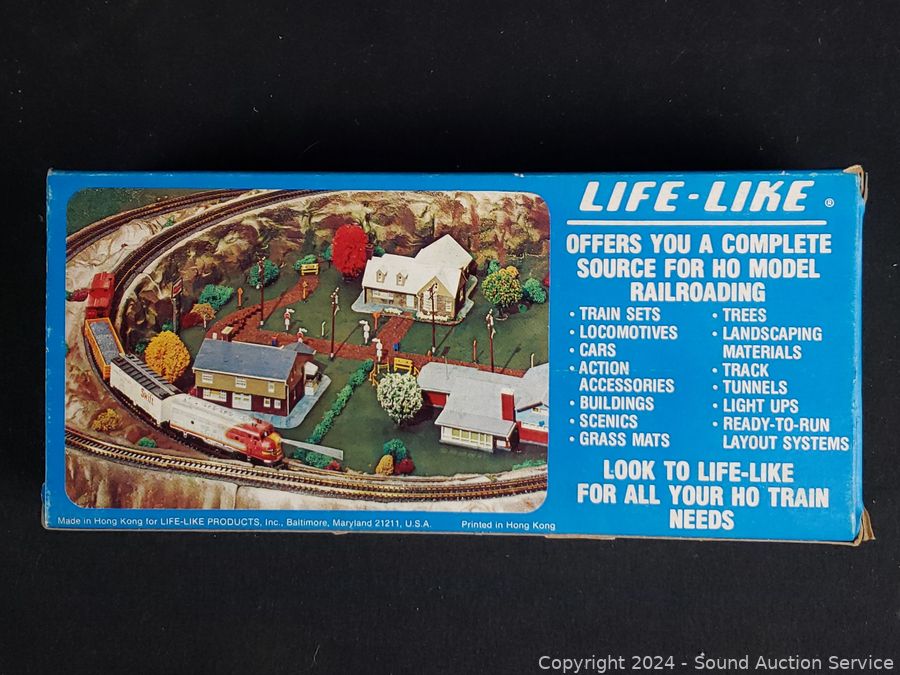 LIFE-LIKE ®
OFFERS YOU A COMPLETE
SOURCE FOR HO MODEL
RAILROADING
• TRAIN SETS
• LOCOMOTIVES
• CARS
• ACTION
ACCESSORIES
• BUILDINGS
• SCENICS
• GRASS MATS
• TREES
• LANDSCAPING
MATERIALS
• TRACK
• TUNNELS
• LIGHT UPS
• READY-TO-RUN
LAYOUT SYSTEMS
LOOK TO LIFE-LIKE
FOR ALL YOUR HO TRAIN
NEEDS
Swift
Made in Hong Kong for LIFE-LIKE PRODUCTS, Inc., Baltimore, Maryland 21211, U.S.A.
Printed in Hong Kong
Copyright © 2024 - Sound Auction Service